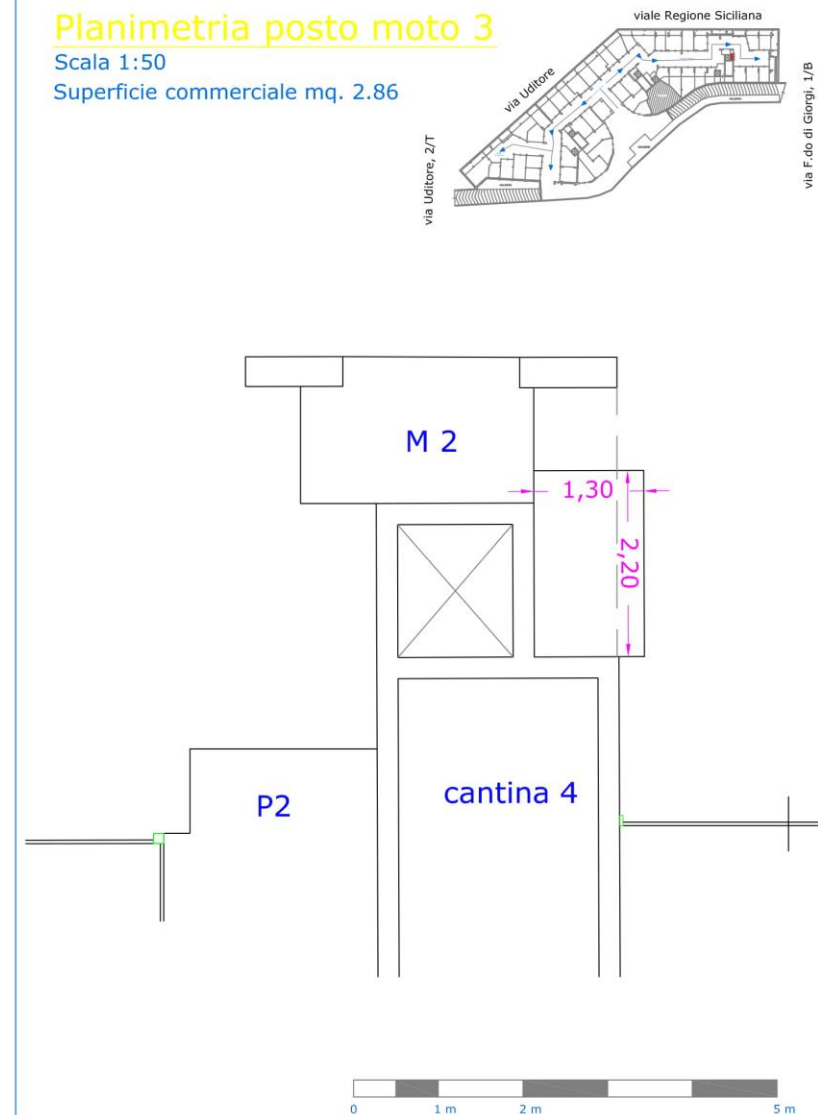 Planimetria posto moto 3
Scala 1:50
Superficie commerciale mq. 2.86
viale Regione Siciliana
via Uditore
via Uditore, 2/T
via F.do di Giorgi, 1/B
M 2
1,30
2,20
P2
cantina 4
0 1 m 2 m 5 m